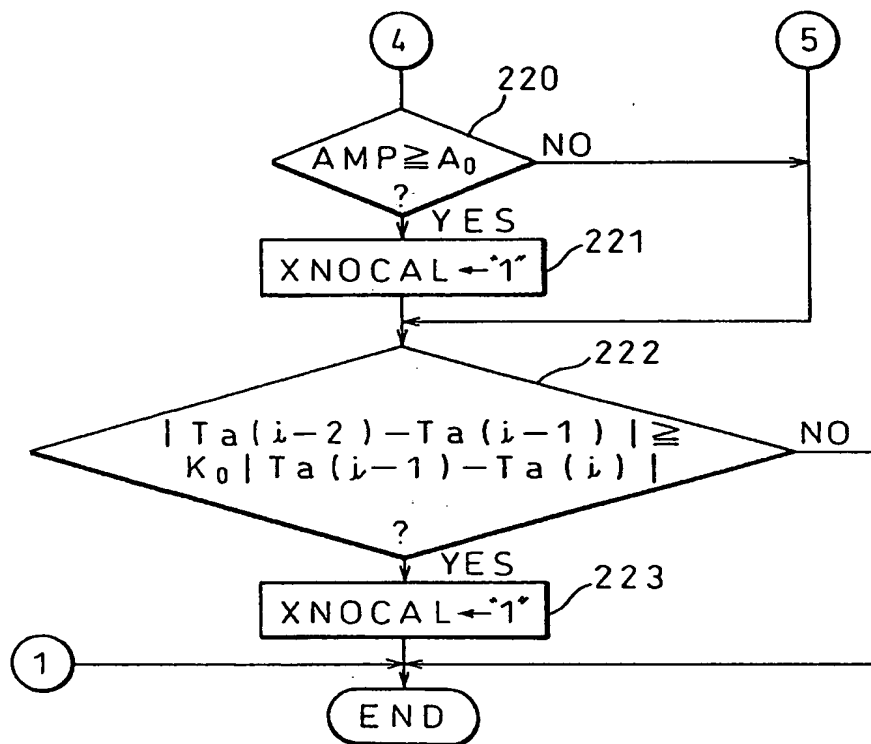 4
5
220
AMP≧A₀
?
NO
YES
221
XNOCAL←"1"
222
|Ta(i−2)−Ta(i−1)|≧
K₀|Ta(i−1)−Ta(i)|
?
NO
YES
223
XNOCAL←"1"
1
END